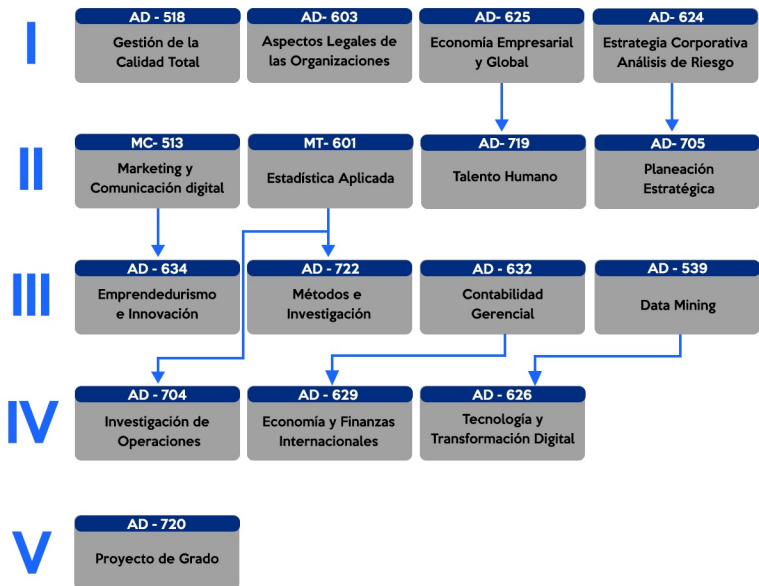 I
AD - 518
Gestión de la
Calidad Total
AD- 603
Aspectos Legales de
las Organizaciones
AD- 625
Economía Empresarial
y Global
AD- 624
Estrategia Corporativa
Análisis de Riesgo
II
MC- 513
Marketing y
Comunicación digital
MT- 601
Estadística Aplicada
AD- 719
Talento Humano
AD- 705
Planeación
Estratégica
III
AD - 634
Emprendedurismo
e Innovación
AD - 722
Métodos e
Investigación
AD - 632
Contabilidad
Gerencial
AD - 539
Data Mining
IV
AD - 704
Investigación de
Operaciones
AD - 629
Economía y Finanzas
Internacionales
AD - 626
Tecnología y
Transformación Digital
V
AD - 720
Proyecto de Grado